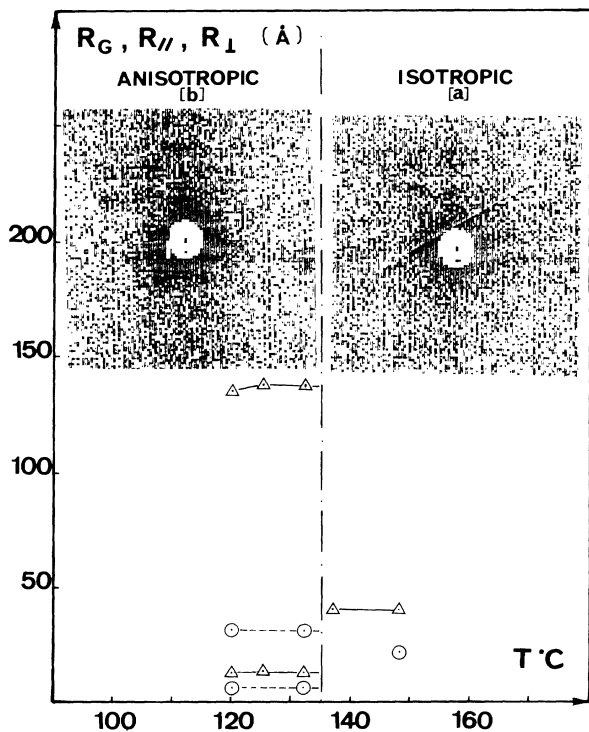 R_G , R_//, R_⊥ (Å)
ANISOTROPIC
[b]
ISOTROPIC
[a]
200
150
100
50
T °C
100
120
140
160